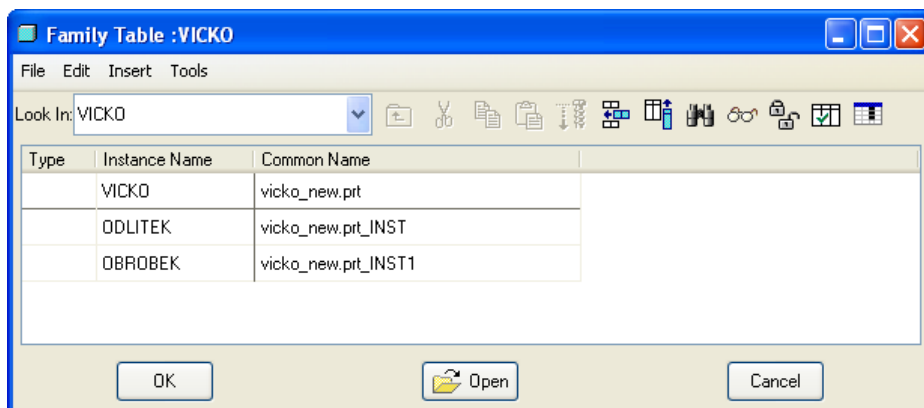 Family Table :VICKO
File Edit Insert Tools
Look In: VICKO
Type Instance Name Common Name
VICKO vicko_new.prt
ODLITEK vicko_new.prt_INST
OBROBEK vicko_new.prt_INST1
OK Open Cancel